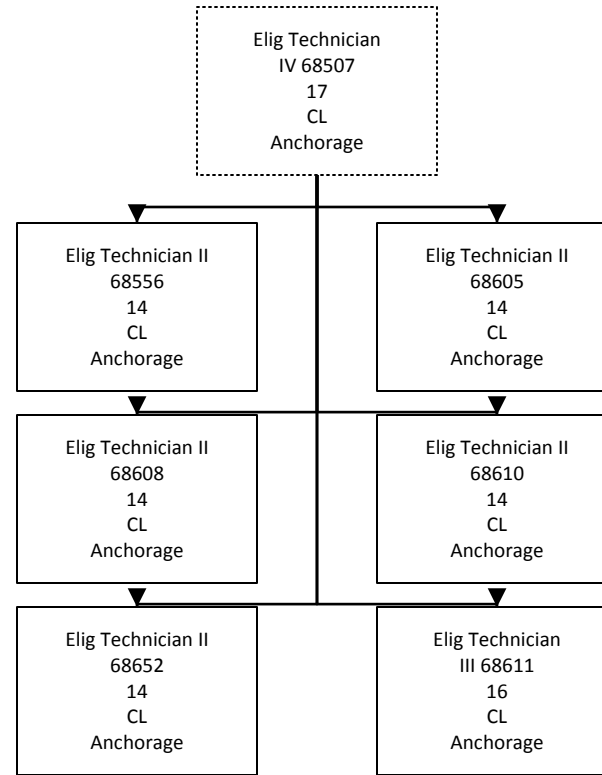 Elig Technician
IV 68507
17
CL
Anchorage
Elig Technician II
68556
14
CL
Anchorage
Elig Technician II
68605
14
CL
Anchorage
Elig Technician II
68608
14
CL
Anchorage
Elig Technician II
68610
14
CL
Anchorage
Elig Technician II
68652
14
CL
Anchorage
Elig Technician
III 68611
16
CL
Anchorage